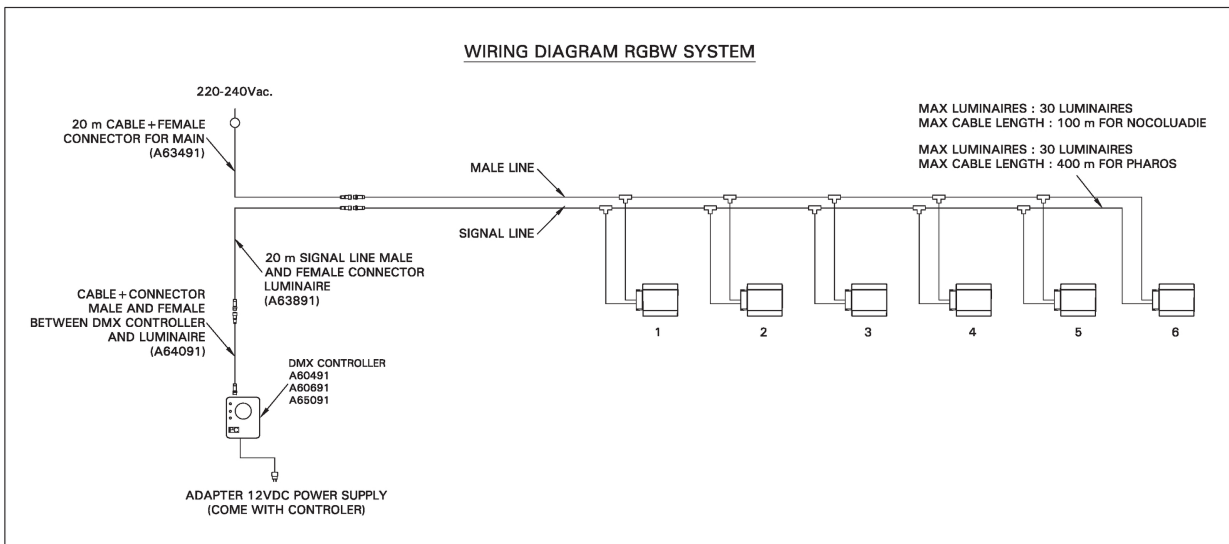 WIRING DIAGRAM RGBW SYSTEM
220-240Vac.
20 m CABLE+FEMALE
CONNECTOR FOR MAIN
(A63491)
MAX LUMINAIRES : 30 LUMINAIRES
MAX CABLE LENGTH : 100 m FOR NOCOLUADIE
MAX LUMINAIRES : 30 LUMINAIRES
MAX CABLE LENGTH : 400 m FOR PHAROS
MALE LINE
SIGNAL LINE
20 m SIGNAL LINE MALE
AND FEMALE CONNECTOR
LUMINAIRE
(A63891)
CABLE+CONNECTOR
MALE AND FEMALE
BETWEEN DMX CONTROLLER
AND LUMINAIRE
(A64091)
1
2
3
4
5
6
DMX CONTROLLER
A60491
A60691
A65091
ADAPTER 12VDC POWER SUPPLY
(COME WITH CONTROLER)